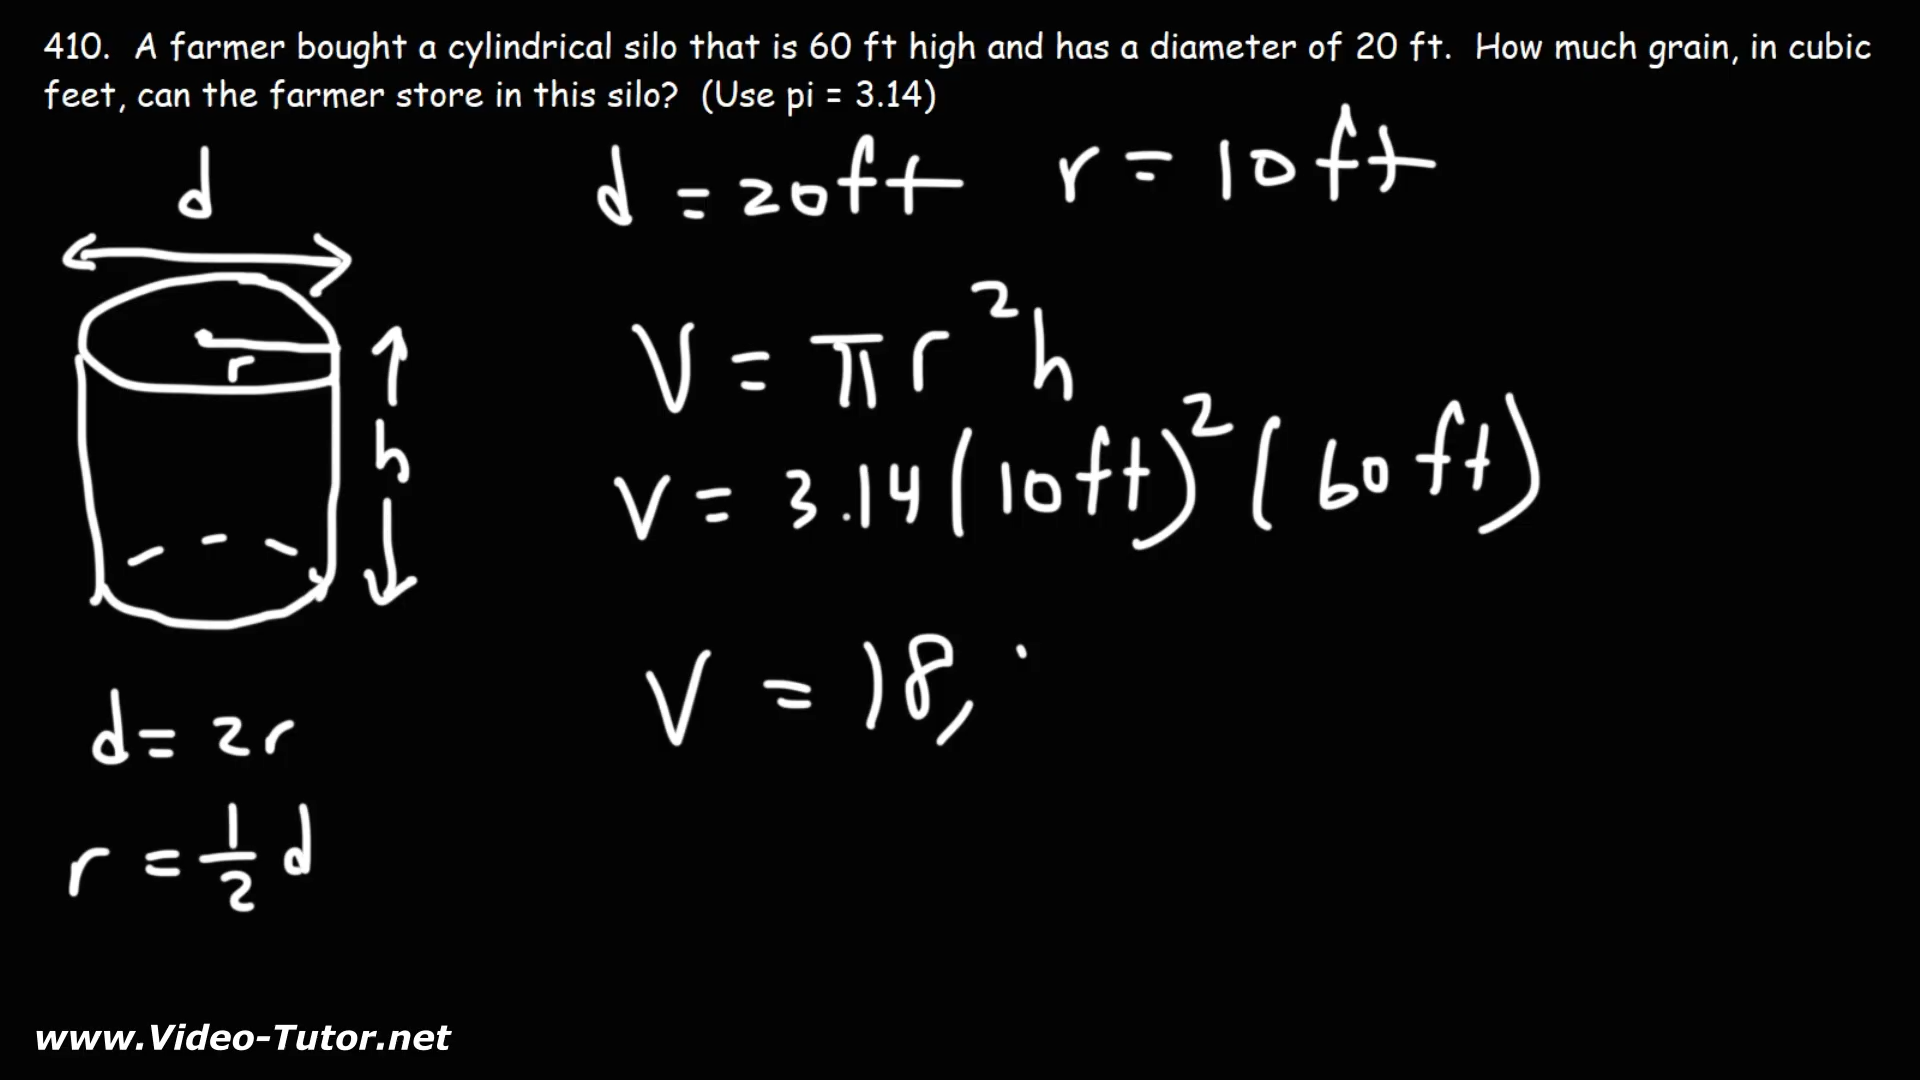 410.  A farmer bought a cylindrical silo that is 60 ft high and has a diameter of 20 ft.  How much grain, in cubic
feet, can the farmer store in this silo?  (Use pi = 3.14)
d
r
h
d = 2r
r = 1/2 d
d = 20ft  r = 10ft
V = πr²h
V = 3.14(10ft)²(60ft)
V = 18,
www.Video-Tutor.net